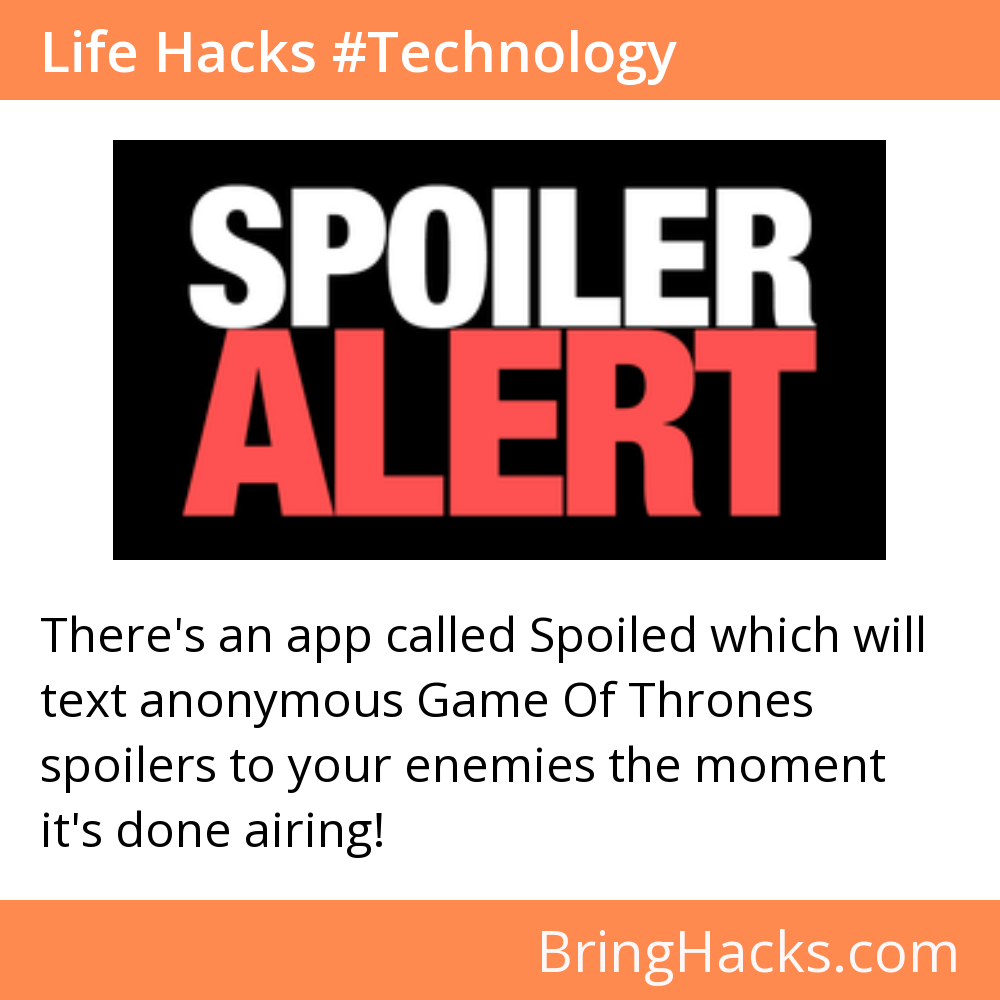 Life Hacks #Technology
SPOILER
ALERT
There's an app called Spoiled which will
text anonymous Game Of Thrones
spoilers to your enemies the moment
it's done airing!
BringHacks.com